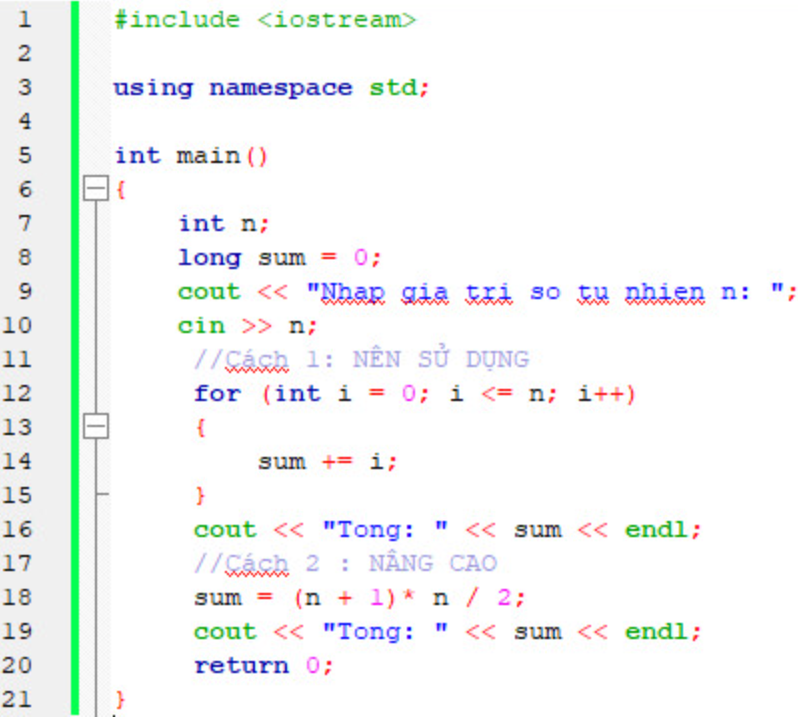 1 #include <iostream>
2
3 using namespace std;
4
5 int main()
6 {
7 int n;
8 long sum = 0;
9 cout << "Nhap gia tri so tu nhien n: ";
10 cin >> n;
11 //Cách 1: NÊN SỬ DỤNG
12 for (int i = 0; i <= n; i++)
13 {
14 sum += i;
15 }
16 cout << "Tong: " << sum << endl;
17 //Cách 2 : NÂNG CAO
18 sum = (n + 1)* n / 2;
19 cout << "Tong: " << sum << endl;
20 return 0;
21 }